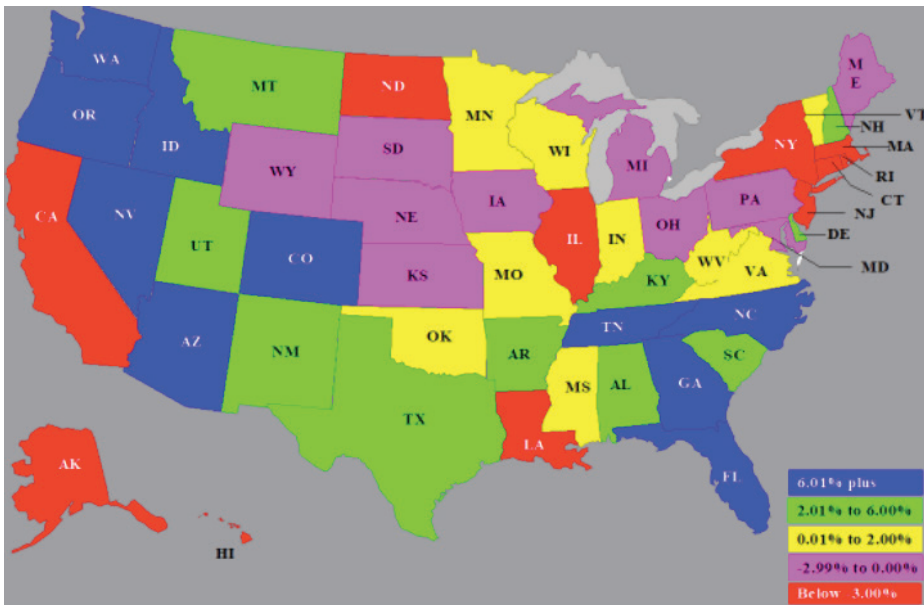 WA
MT
ND
MN
ME
VT
OR
NH
ID
WI
NY
MA
SD
WY
MI
RI
CT
IA
PA
CA
NV
NE
NJ
OH
UT
IL
IN
DE
CO
WV
MD
KS
MO
VA
KY
NC
TN
OK
AZ
NM
AR
SC
MS
AL
GA
TX
LA
AK
FL
HI
6.01% plus
2.01% to 6.00%
0.01% to 2.00%
-2.99% to 0.00%
Below 3.00%